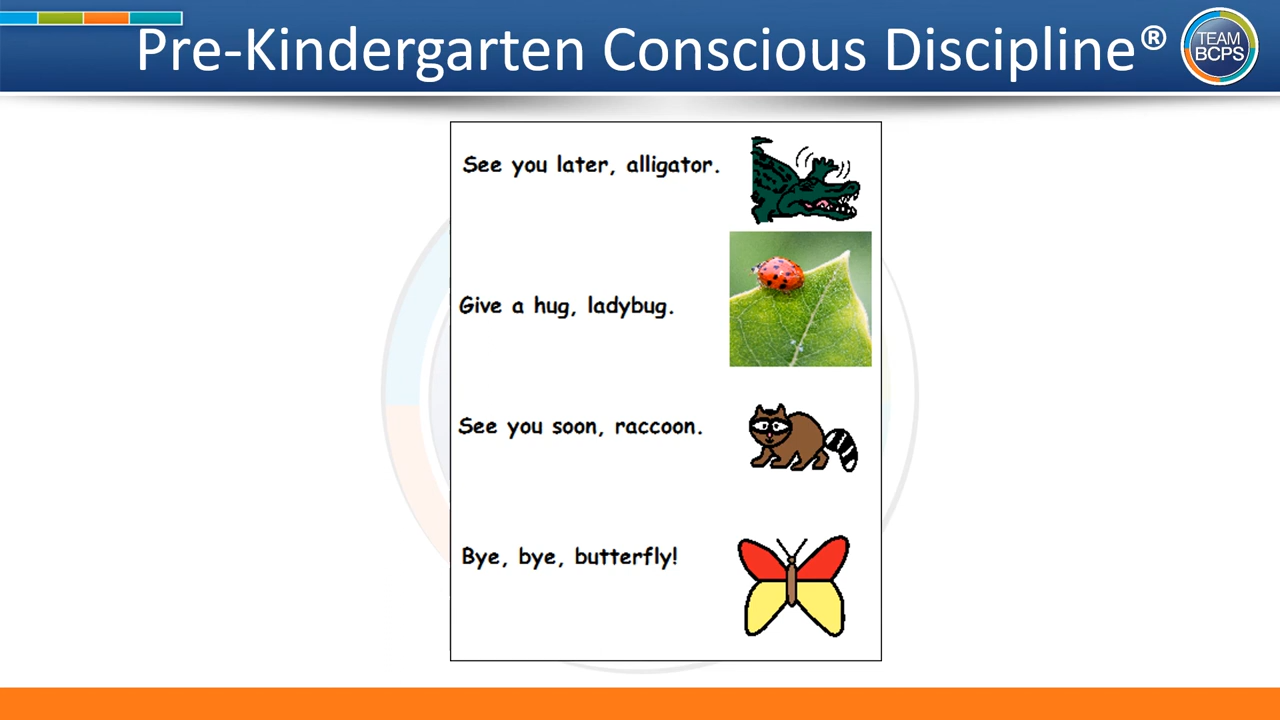 Pre-Kindergarten Conscious Discipline®
TEAM
BCPS
See you later, alligator.
Give a hug, ladybug.
See you soon, raccoon.
Bye, bye, butterfly!